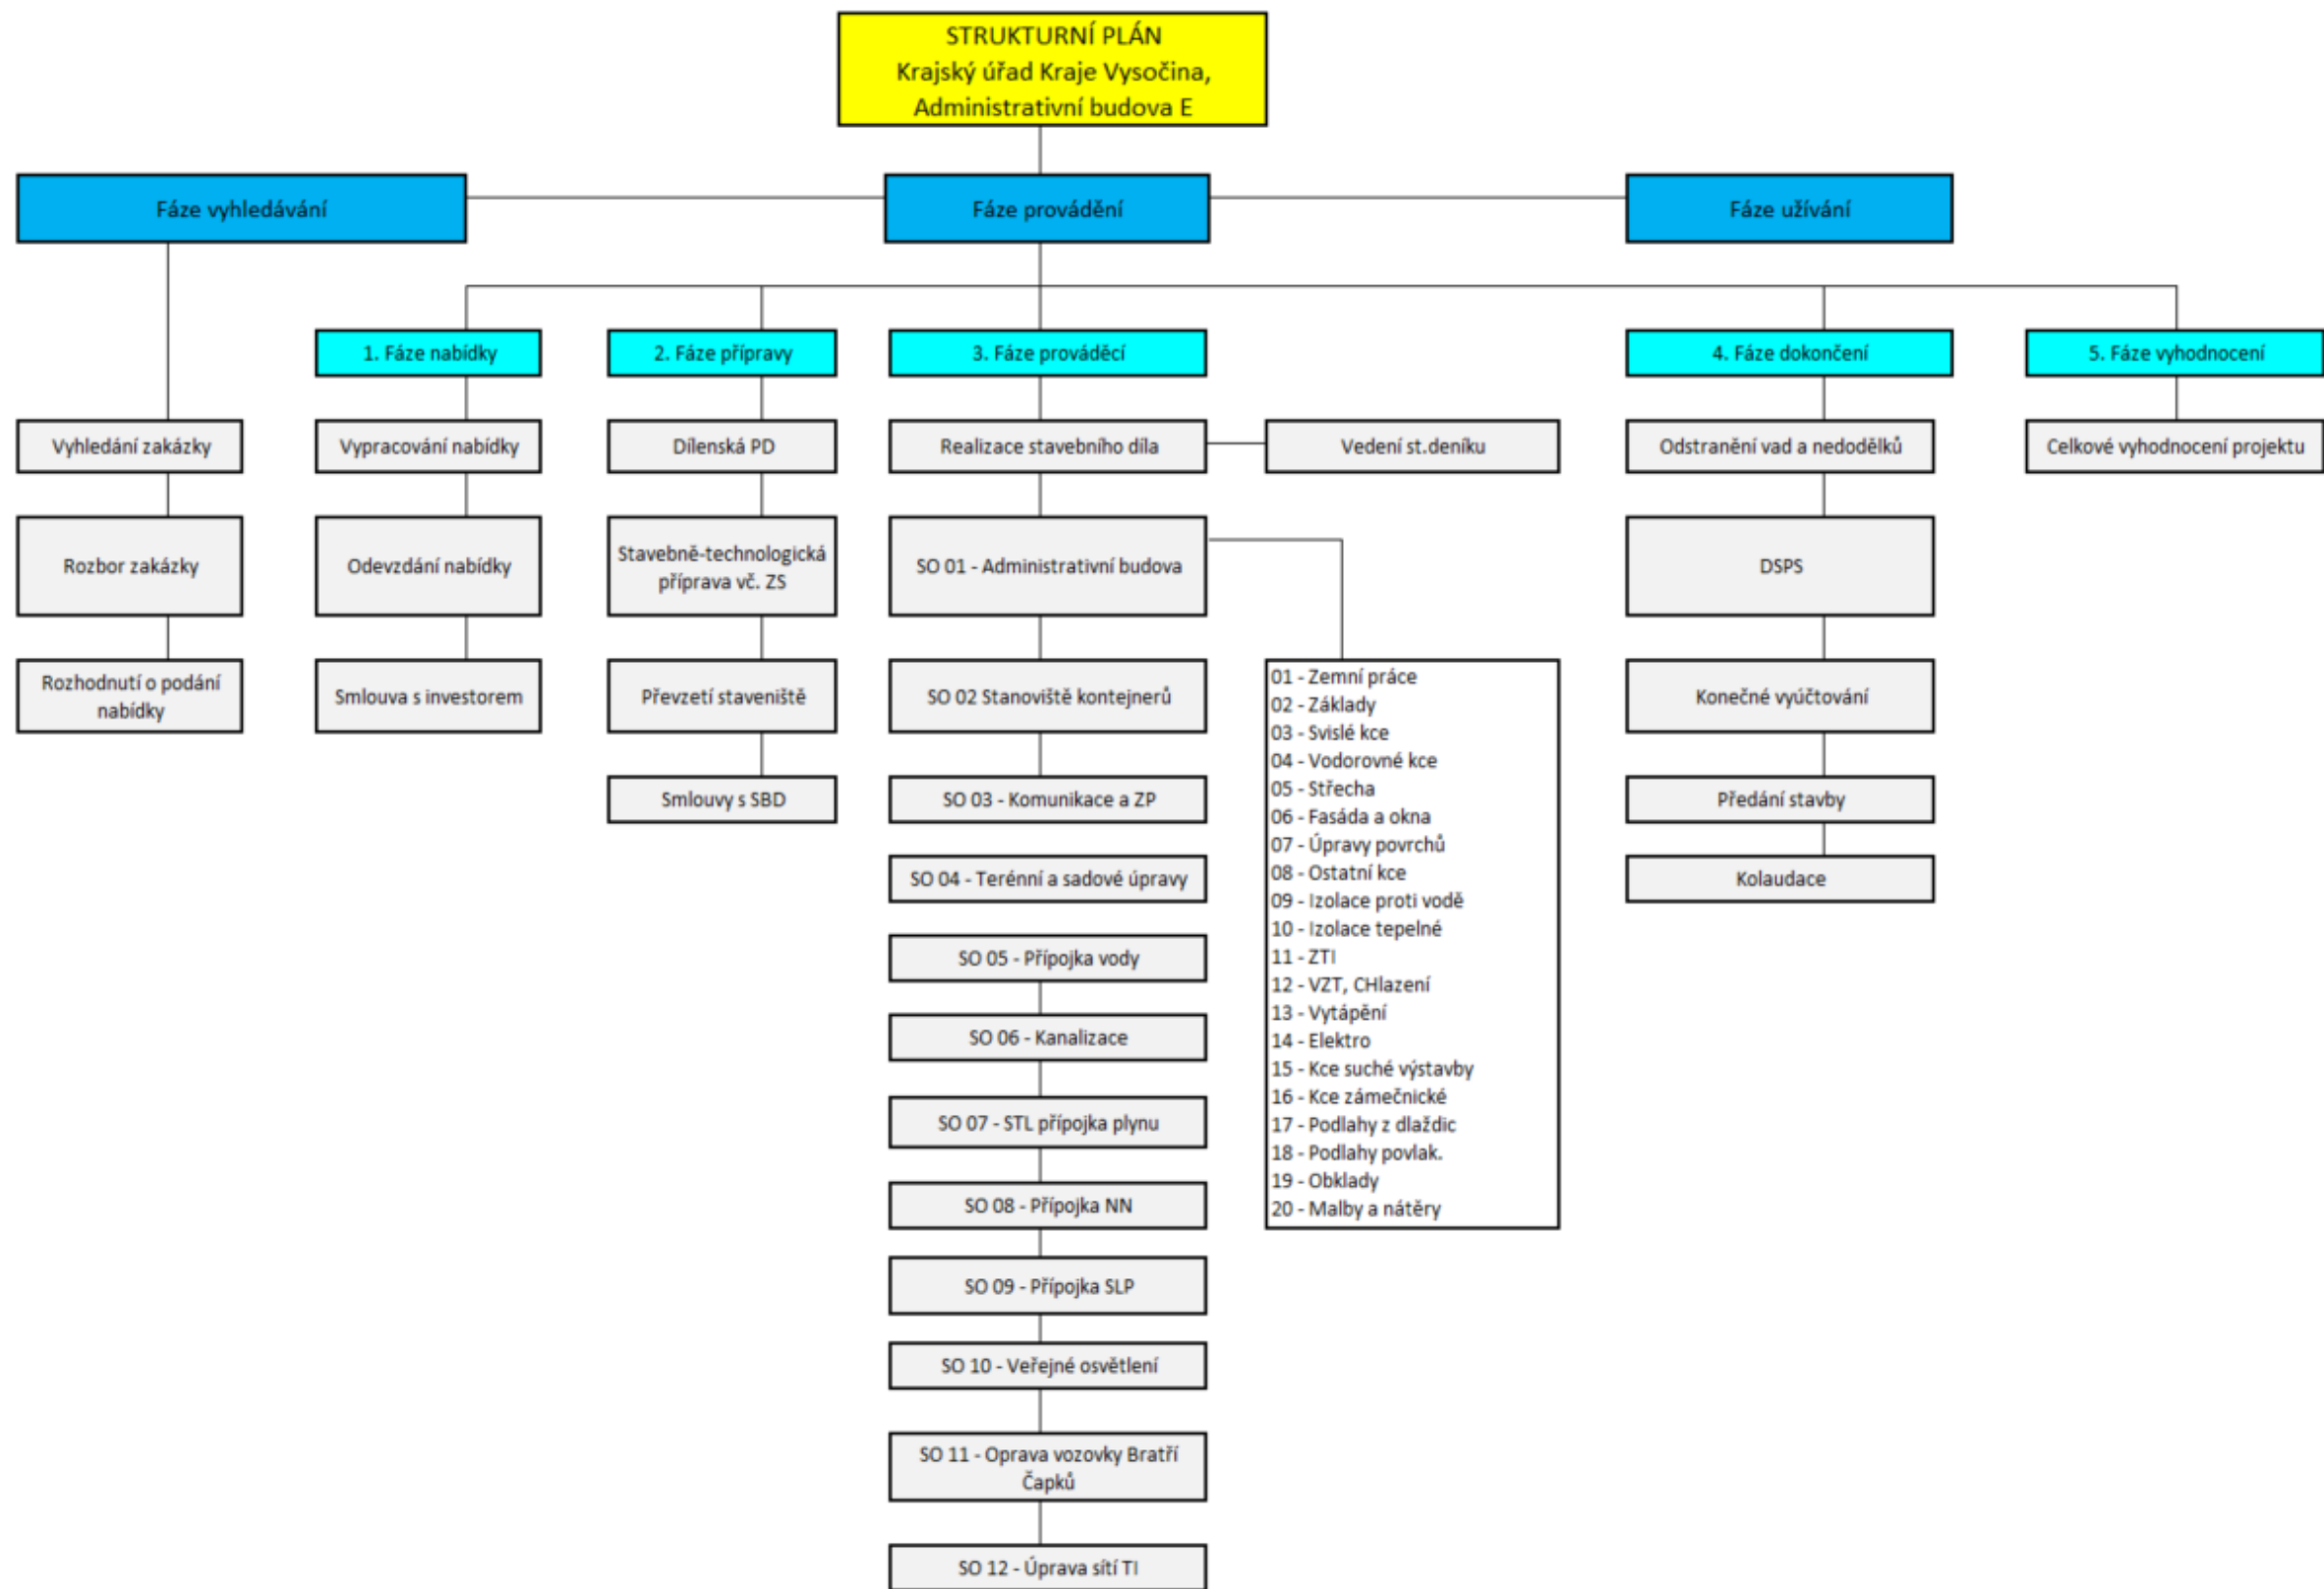 STRUKTURNÍ PLÁN
Krajský úřad Kraje Vysočina,
Administrativní budova E
Fáze vyhledávání
Fáze provádění
Fáze užívání
1. Fáze nabídky
2. Fáze přípravy
3. Fáze prováděcí
4. Fáze dokončení
5. Fáze vyhodnocení
Vyhledání zakázky
Vypracování nabídky
Dílenská PD
Realizace stavebního díla
Vedení st.deníku
Odstranění vad a nedodělků
Celkové vyhodnocení projektu
Rozbor zakázky
Odevzdání nabídky
Stavebně-technologická
příprava vč. ZS
SO 01 - Administrativní budova
DSPS
Rozhodnutí o podání
nabídky
Smlouva s investorem
Převzetí staveniště
SO 02 Stanoviště kontejnerů
Konečné vyúčtování
Smlouvy s SBD
SO 03 - Komunikace a ZP
Předání stavby
SO 04 - Terénní a sadové úpravy
Kolaudace
SO 05 - Přípojka vody
SO 06 - Kanalizace
SO 07 - STL přípojka plynu
SO 08 - Přípojka NN
SO 09 - Přípojka SLP
SO 10 - Veřejné osvětlení
SO 11 - Oprava vozovky Bratří
Čapků
SO 12 - Úprava sítí TI
01 - Zemní práce
02 - Základy
03 - Svislé kce
04 - Vodorovné kce
05 - Střecha
06 - Fasáda a okna
07 - Úpravy povrchů
08 - Ostatní kce
09 - Izolace proti vodě
10 - Izolace tepelné
11 - ZTI
12 - VZT, CHlazení
13 - Vytápění
14 - Elektro
15 - Kce suché výstavby
16 - Kce zámečnické
17 - Podlahy z dlaždic
18 - Podlahy povlak.
19 - Obklady
20 - Malby a nátěry